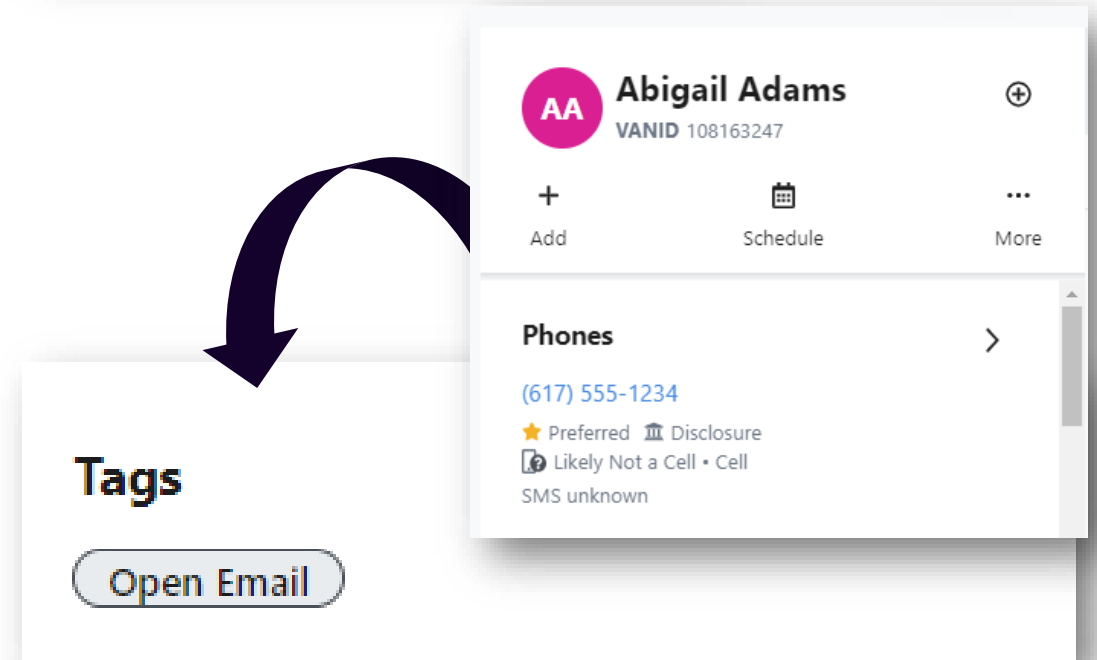 AA
Abigail Adams
VANID 108163247
Add
Schedule
More
Phones
(617) 555-1234
Preferred Disclosure
Likely Not a Cell • Cell
SMS unknown
Tags
Open Email